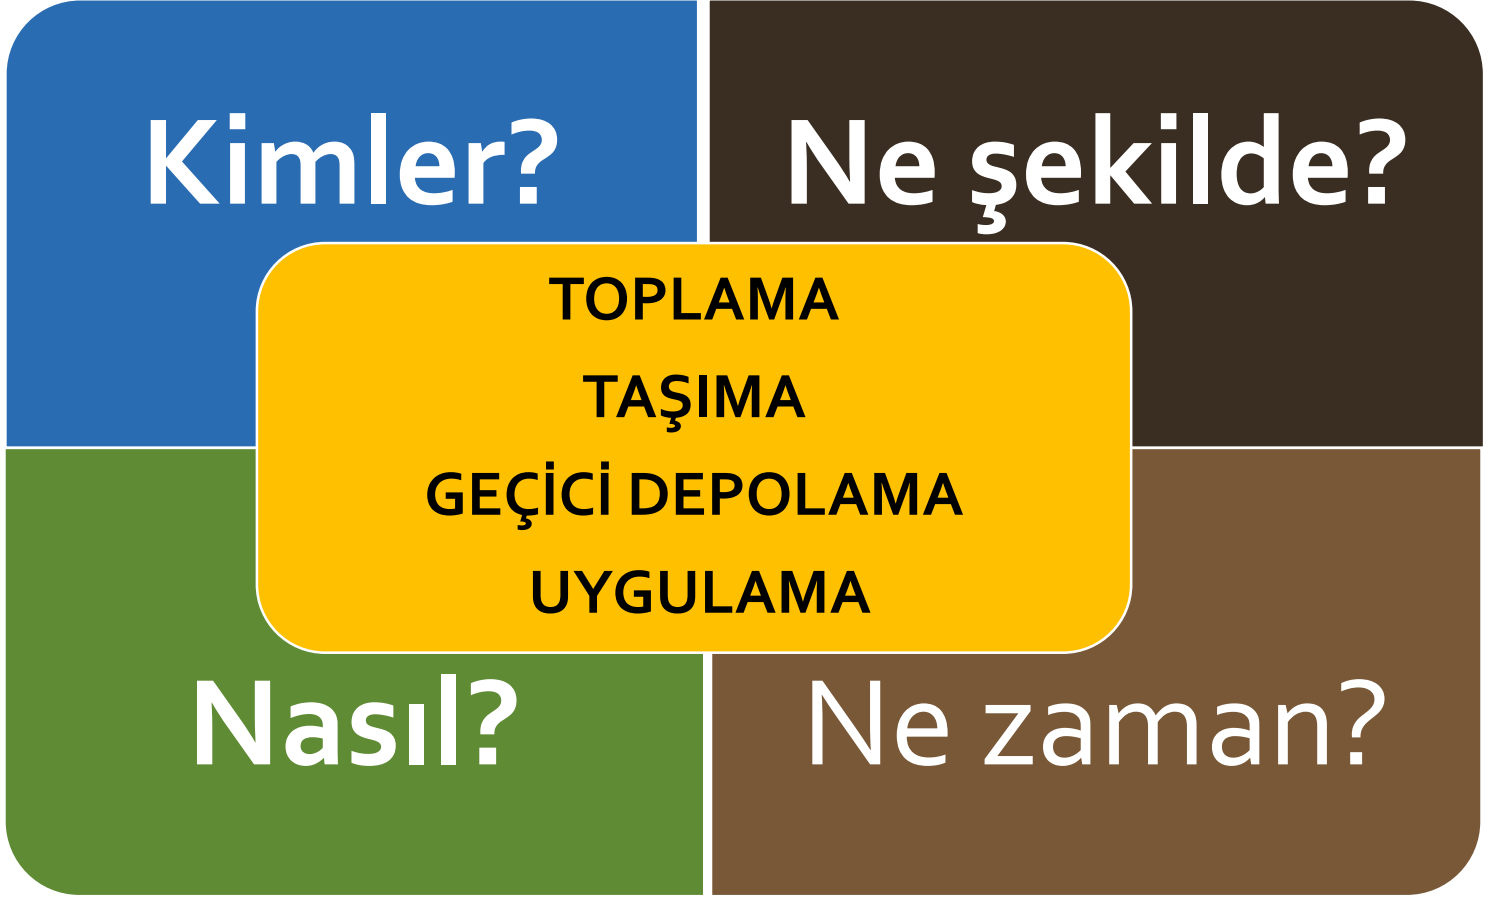 Kimler?
Ne şekilde?
TOPLAMA
TAŞIMA
GEÇİCİ DEPOLAMA
UYGULAMA
Nasıl?
Ne zaman?